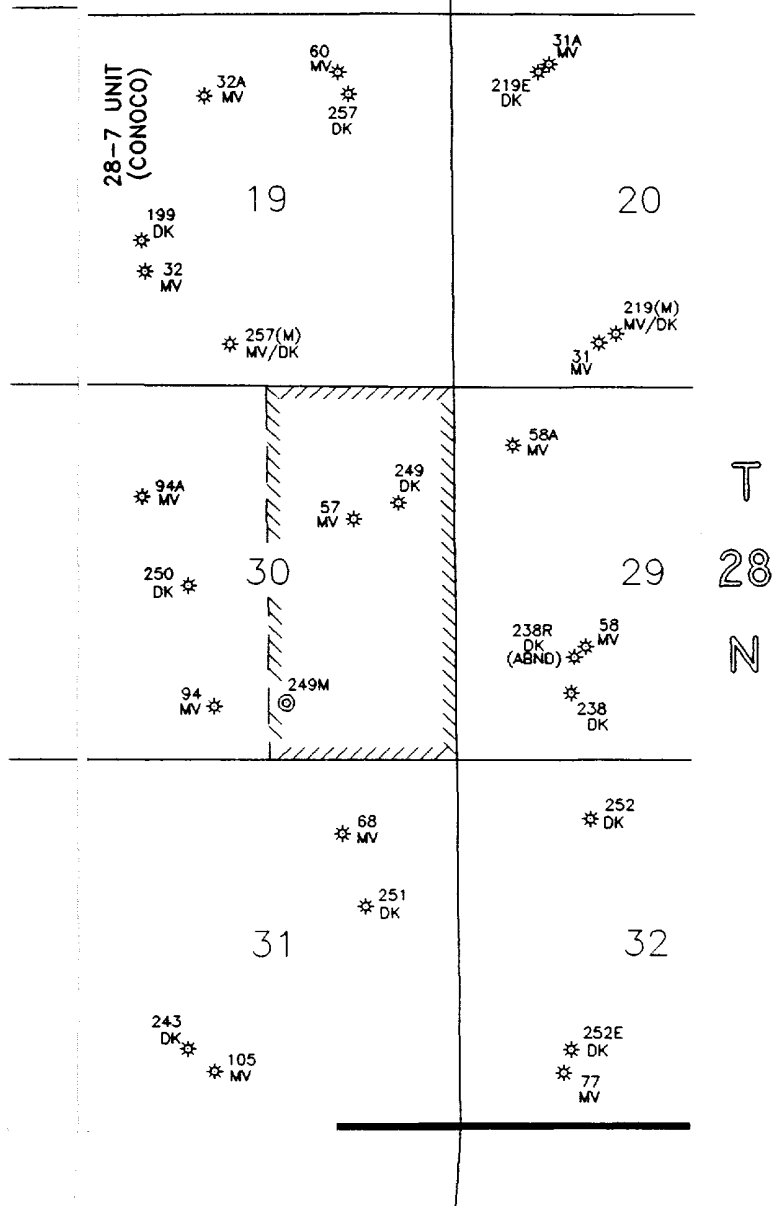 28-7 UNIT
(CONOCO)
32A
MV
60
MV
257
DK
19
199
DK
32
MV
257(M)
MV/DK
31A
MV
219E
DK
20
219(M)
MV/DK
31
MV
94A
MV
250
DK
30
94
MV
249M
57
MV
249
DK
58A
MV
29
238R
DK
(ABND)
58
MV
238
DK
T
28
N
68
MV
251
DK
31
243
DK
105
MV
252
DK
32
252E
DK
77
MV